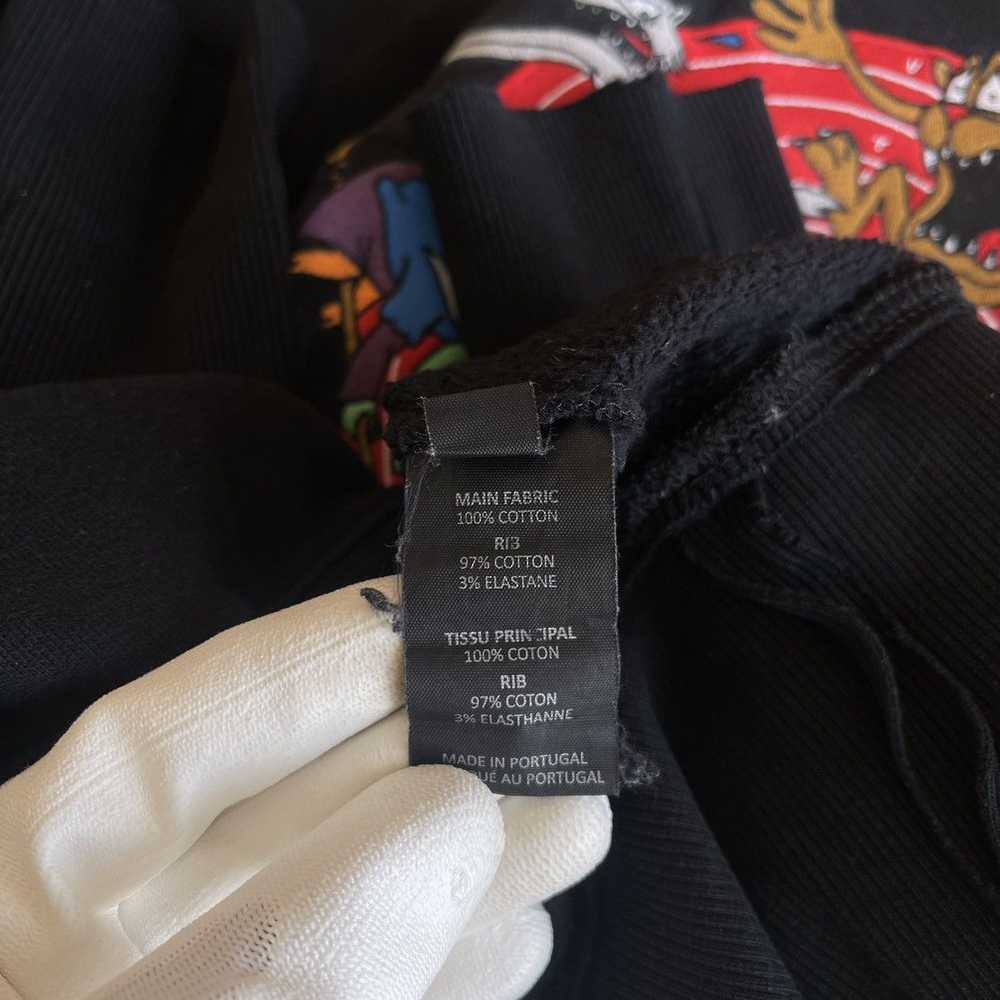 MAIN FABRIC
100% COTTON
RIB
97% COTTON
3% ELASTANE
TISSU PRINCIPAL
100% COTON
RIB
97% COTON
3% ELASTHANNE
MADE IN PORTUGAL
AU PORTUGAL